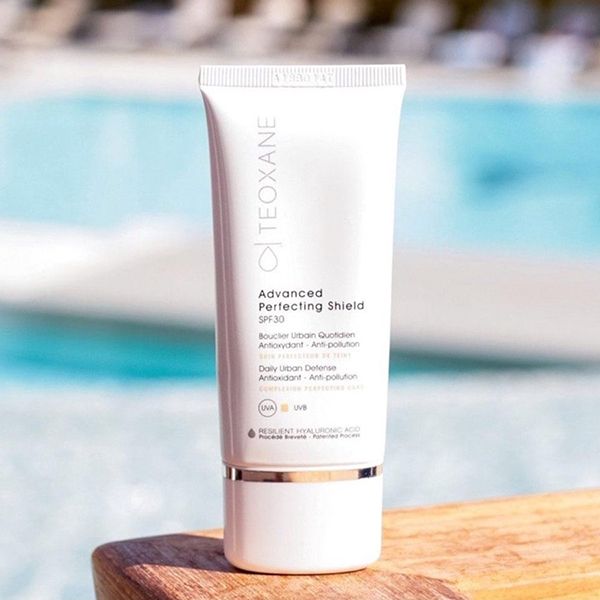 TEOXANE
Advanced
Perfecting Shield
SPF30
Bouclier Urbain Quotidien
Antioxydant - Anti-pollution
SOIN PERFECTEUR DE TEINT
Daily Urban Defense
Antioxidant - Anti-pollution
COMPLEXION PERFECTING CARE
UVA UVB
RESILIENT HYALURONIC ACID
Procédé Breveté - Patented Process